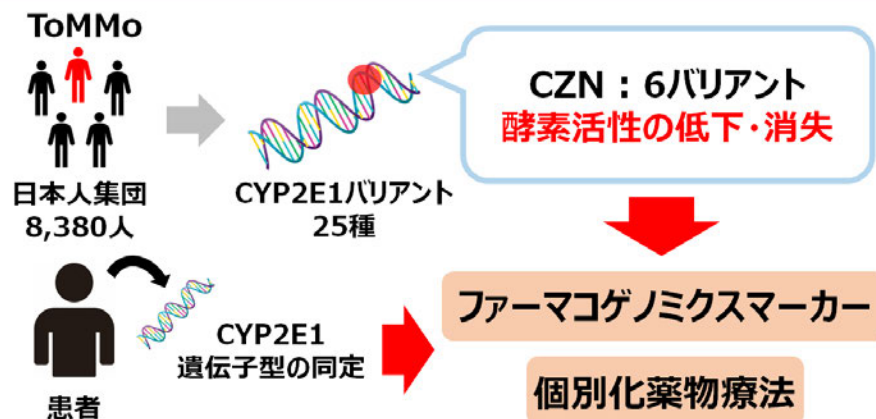 ToMMo
日本人集団
8,380人
CYP2E1バリアント
25種
CZN：6バリアント
酵素活性の低下・消失
患者
CYP2E1
遺伝子型の同定
ファーマコゲノミクスマーカー
個別化薬物療法